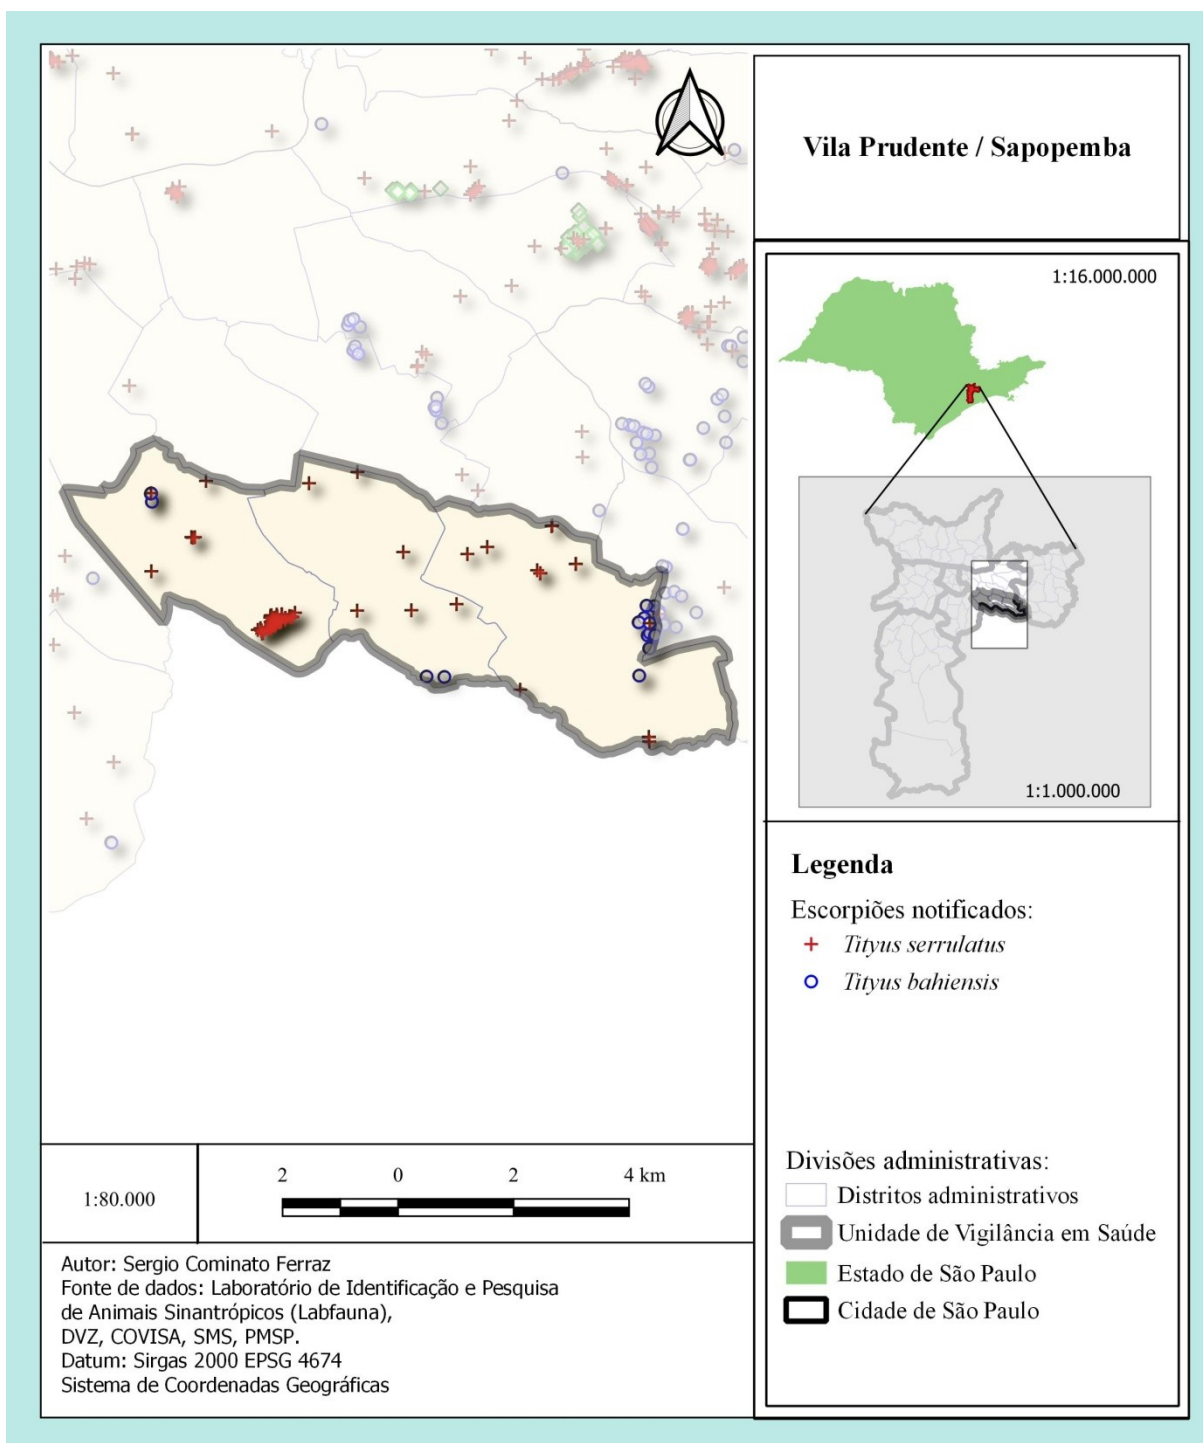 Vila Prudente / Sapopemba
1:16.000.000
1:1.000.000
Legenda
Escorpiões notificados:
Tityus serrulatus
Tityus bahiensis
Divisões administrativas:
Distritos administrativos
Unidade de Vigilância em Saúde
Estado de São Paulo
Cidade de São Paulo
1:80.000
2 0 2 4 km
Autor: Sergio Cominato Ferraz
Fonte de dados: Laboratório de Identificação e Pesquisa
de Animais Sinantrópicos (Labfauna),
DVZ, COVISA, SMS, PMSP.
Datum: Sirgas 2000 EPSG 4674
Sistema de Coordenadas Geográficas